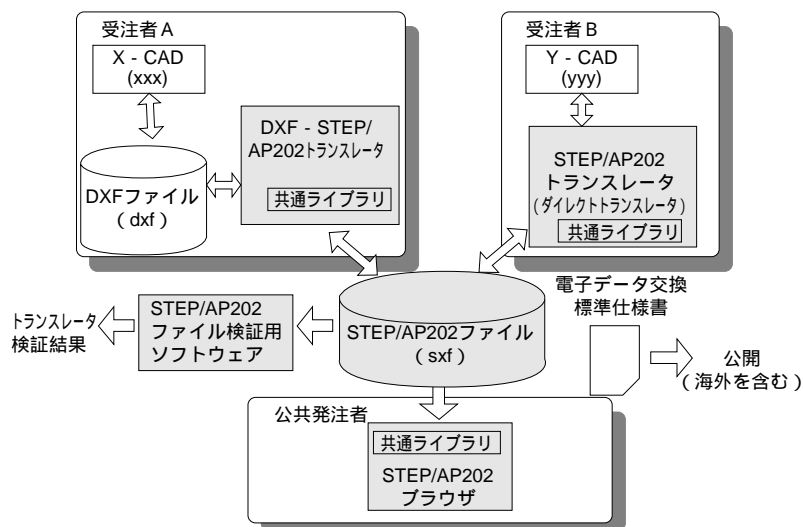 受注者A
X - CAD
(xxx)
DXF - STEP/
AP202トランスレータ
共通ライブラリ
DXFファイル
(dxf)
受注者B
Y - CAD
(yyy)
STEP/AP202
トランスレータ
(ダイレクトトランスレータ)
共通ライブラリ
トランスレータ
検証結果
STEP/AP202
ファイル検証用
ソフトウェア
STEP/AP202ファイル
(sxf)
電子データ交換
標準仕様書
公開
(海外を含む)
公共発注者
共通ライブラリ
STEP/AP202
ブラウザ